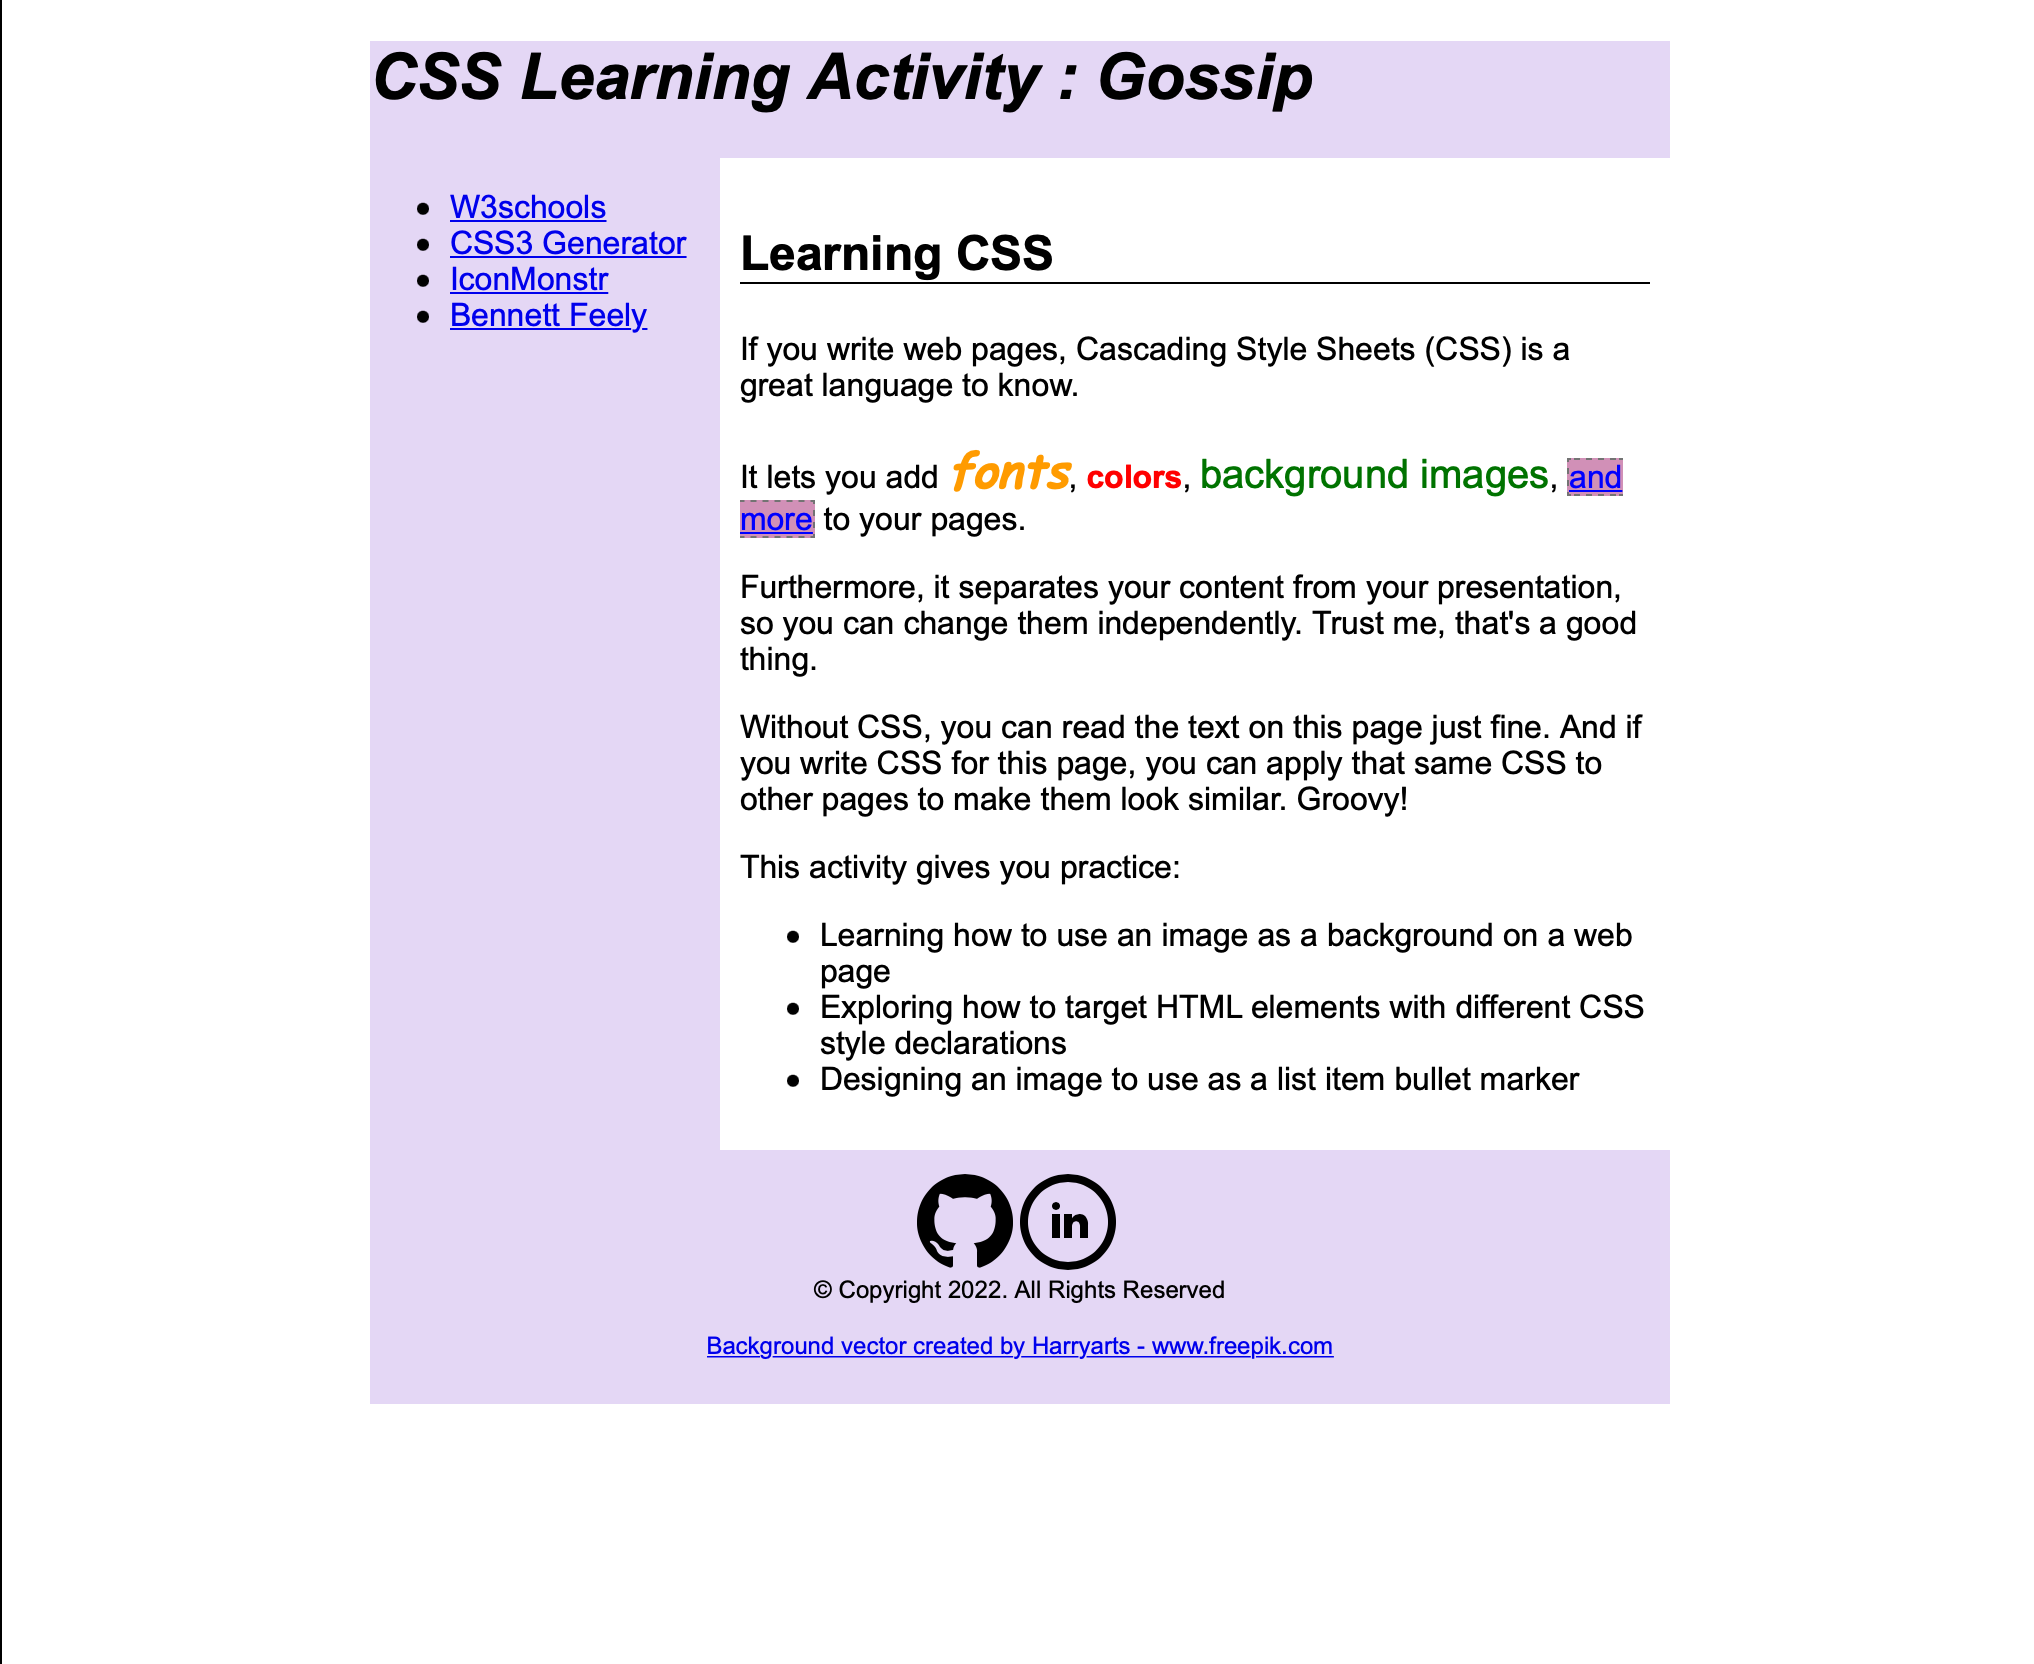 CSS Learning Activity : Gossip
W3schools
CSS3 Generator
IconMonstr
Bennett Feely
Learning CSS
If you write web pages, Cascading Style Sheets (CSS) is a
great language to know.
It lets you add fonts, colors, background images, and
more to your pages.
Furthermore, it separates your content from your presentation,
so you can change them independently. Trust me, that's a good
thing.
Without CSS, you can read the text on this page just fine. And if
you write CSS for this page, you can apply that same CSS to
other pages to make them look similar. Groovy!
This activity gives you practice:
Learning how to use an image as a background on a web
page
Exploring how to target HTML elements with different CSS
style declarations
Designing an image to use as a list item bullet marker
in
© Copyright 2022. All Rights Reserved
Background vector created by Harryarts - www.freepik.com